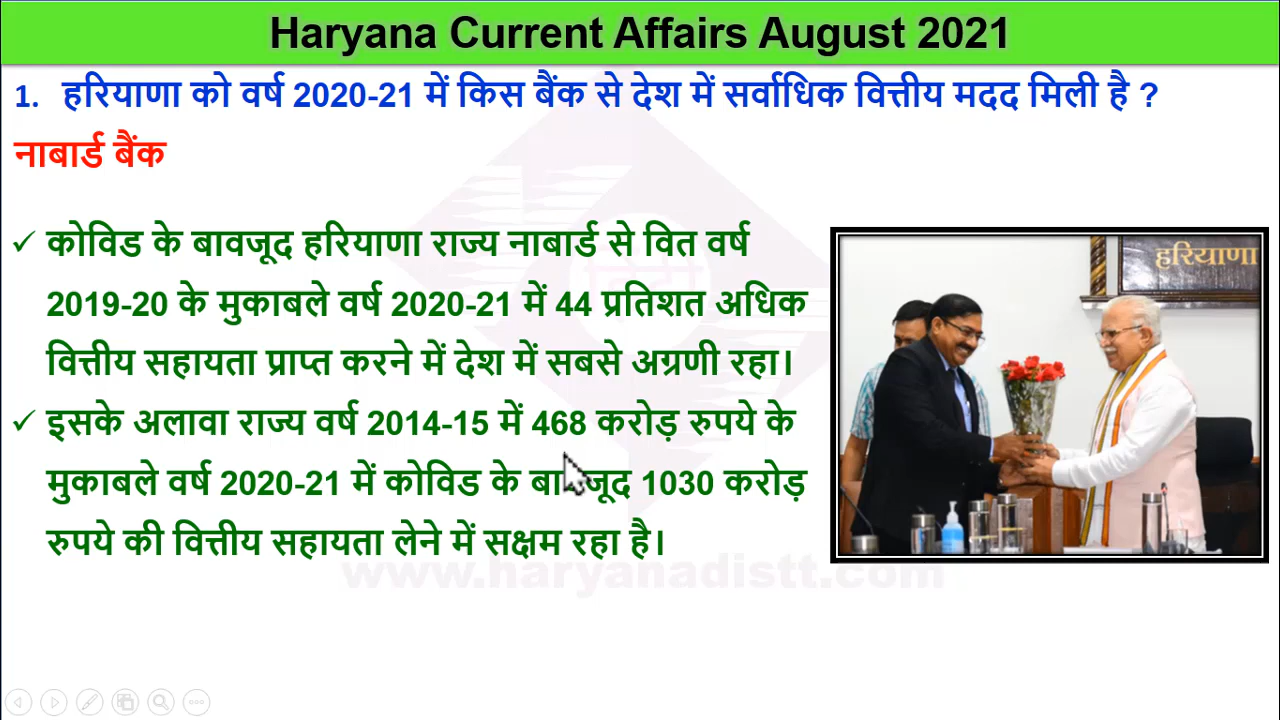 Haryana Current Affairs August 2021
1. हरियाणा को वर्ष 2020-21 में किस बैंक से देश में सर्वाधिक वित्तीय मदद मिली है ?
नाबार्ड बैंक
✓ कोविड के बावजूद हरियाणा राज्य नाबार्ड से वित वर्ष
2019-20 के मुकाबले वर्ष 2020-21 में 44 प्रतिशत अधिक
वित्तीय सहायता प्राप्त करने में देश में सबसे अग्रणी रहा।
✓ इसके अलावा राज्य वर्ष 2014-15 में 468 करोड़ रुपये के
मुकाबले वर्ष 2020-21 में कोविड के बावजूद 1030 करोड़
रुपये की वित्तीय सहायता लेने में सक्षम रहा है।
हरियाणा
www.haryanadistt.com